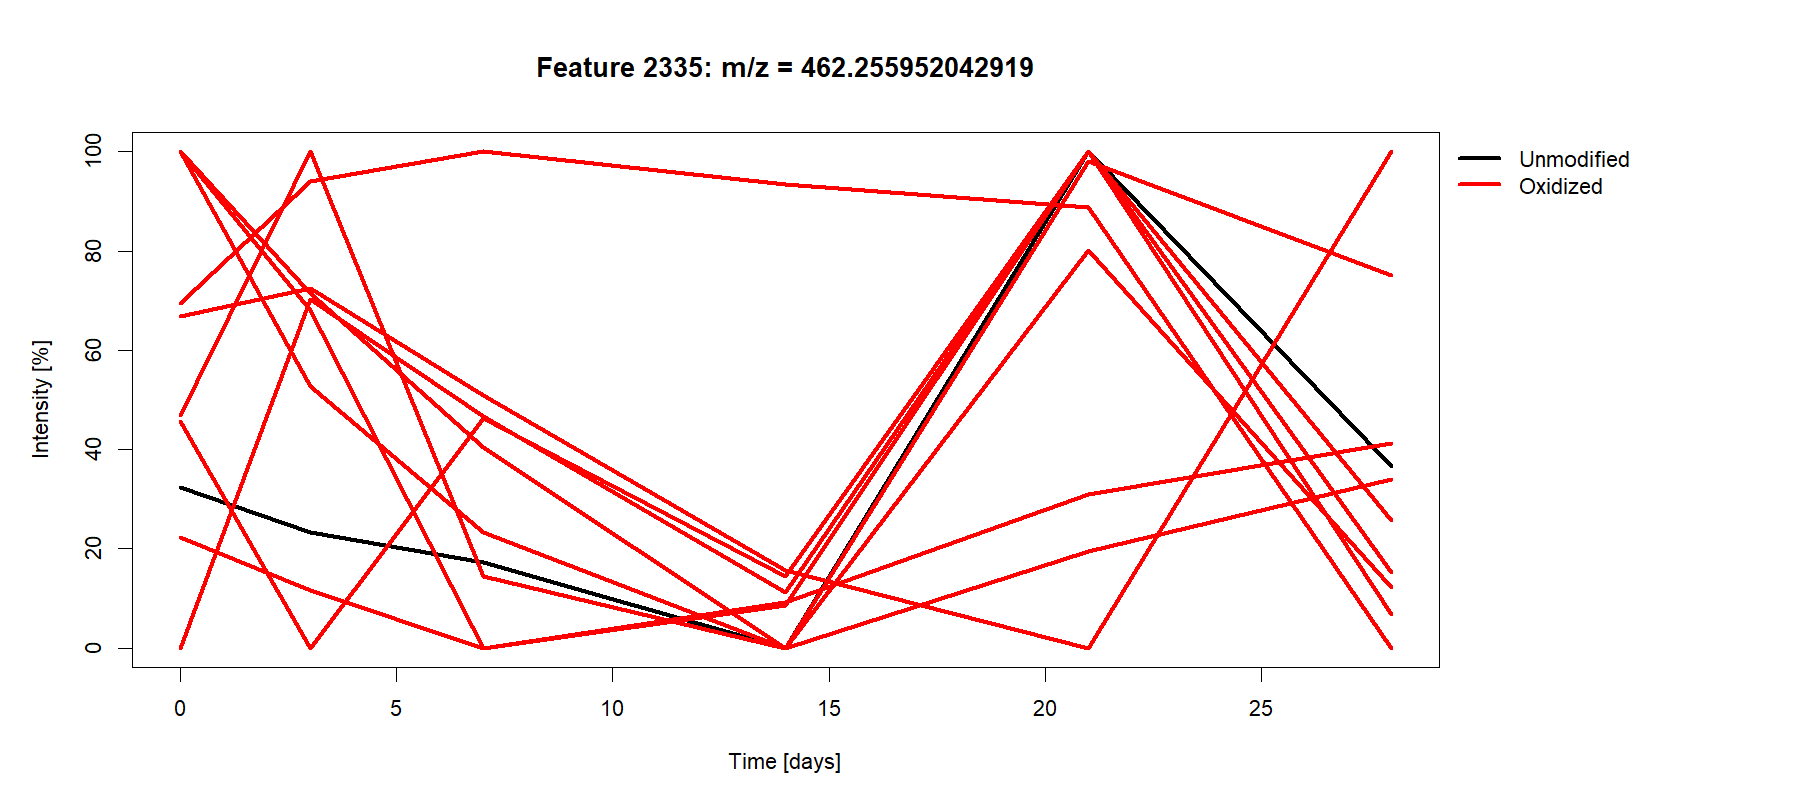 Feature 2335: m/z = 462.255952042919
Unmodified
Oxidized
Intensity [%]
100
80
60
40
20
0
0 5 10 15 20 25
Time [days]